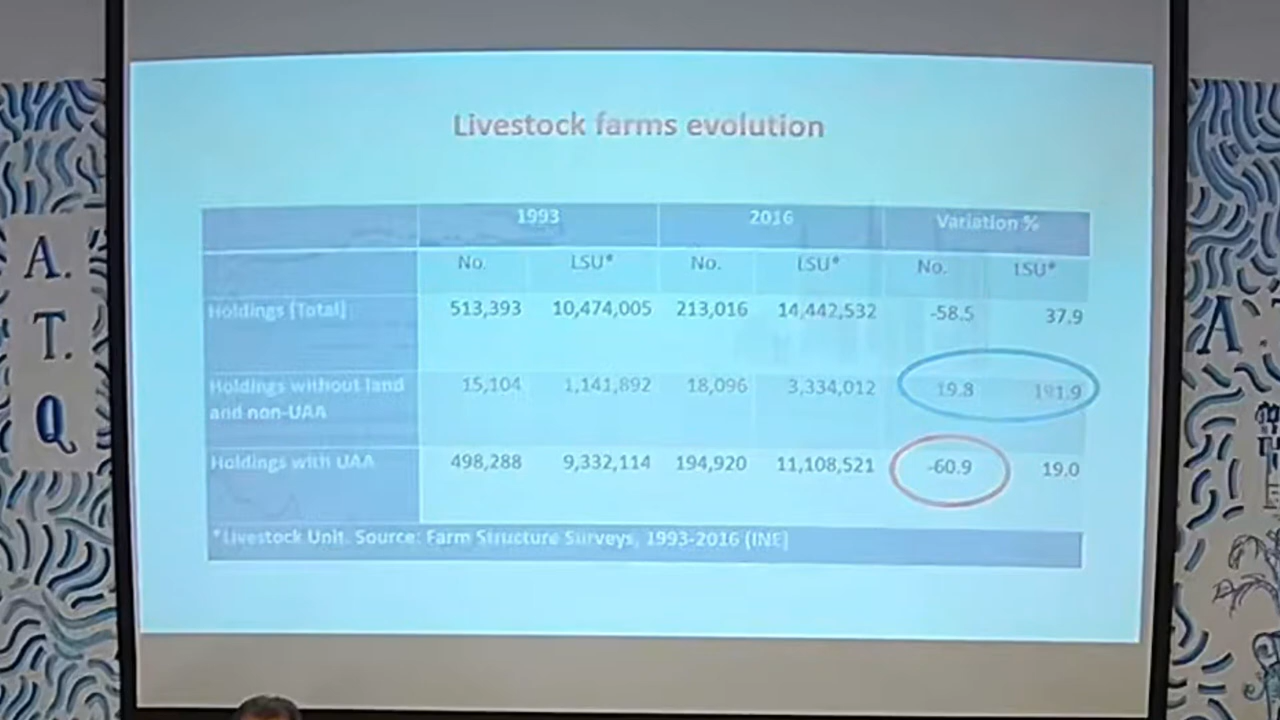 Livestock farms evolution
1993 2016 Variation %
No. LSU* No. LSU* No. LSU*
Holdings (Total) 513,393 10,474,005 213,016 14,442,532 -58.5 37.9
Holdings without land
and non-UAA 15,104 1,141,892 18,096 3,334,012 19.8 191.9
Holdings with UAA 498,288 9,332,114 194,920 11,108,521 -60.9 19.0
*Livestock Unit. Source: Farm Structure Surveys, 1993-2016 (INE)
A.
T.
Q
A